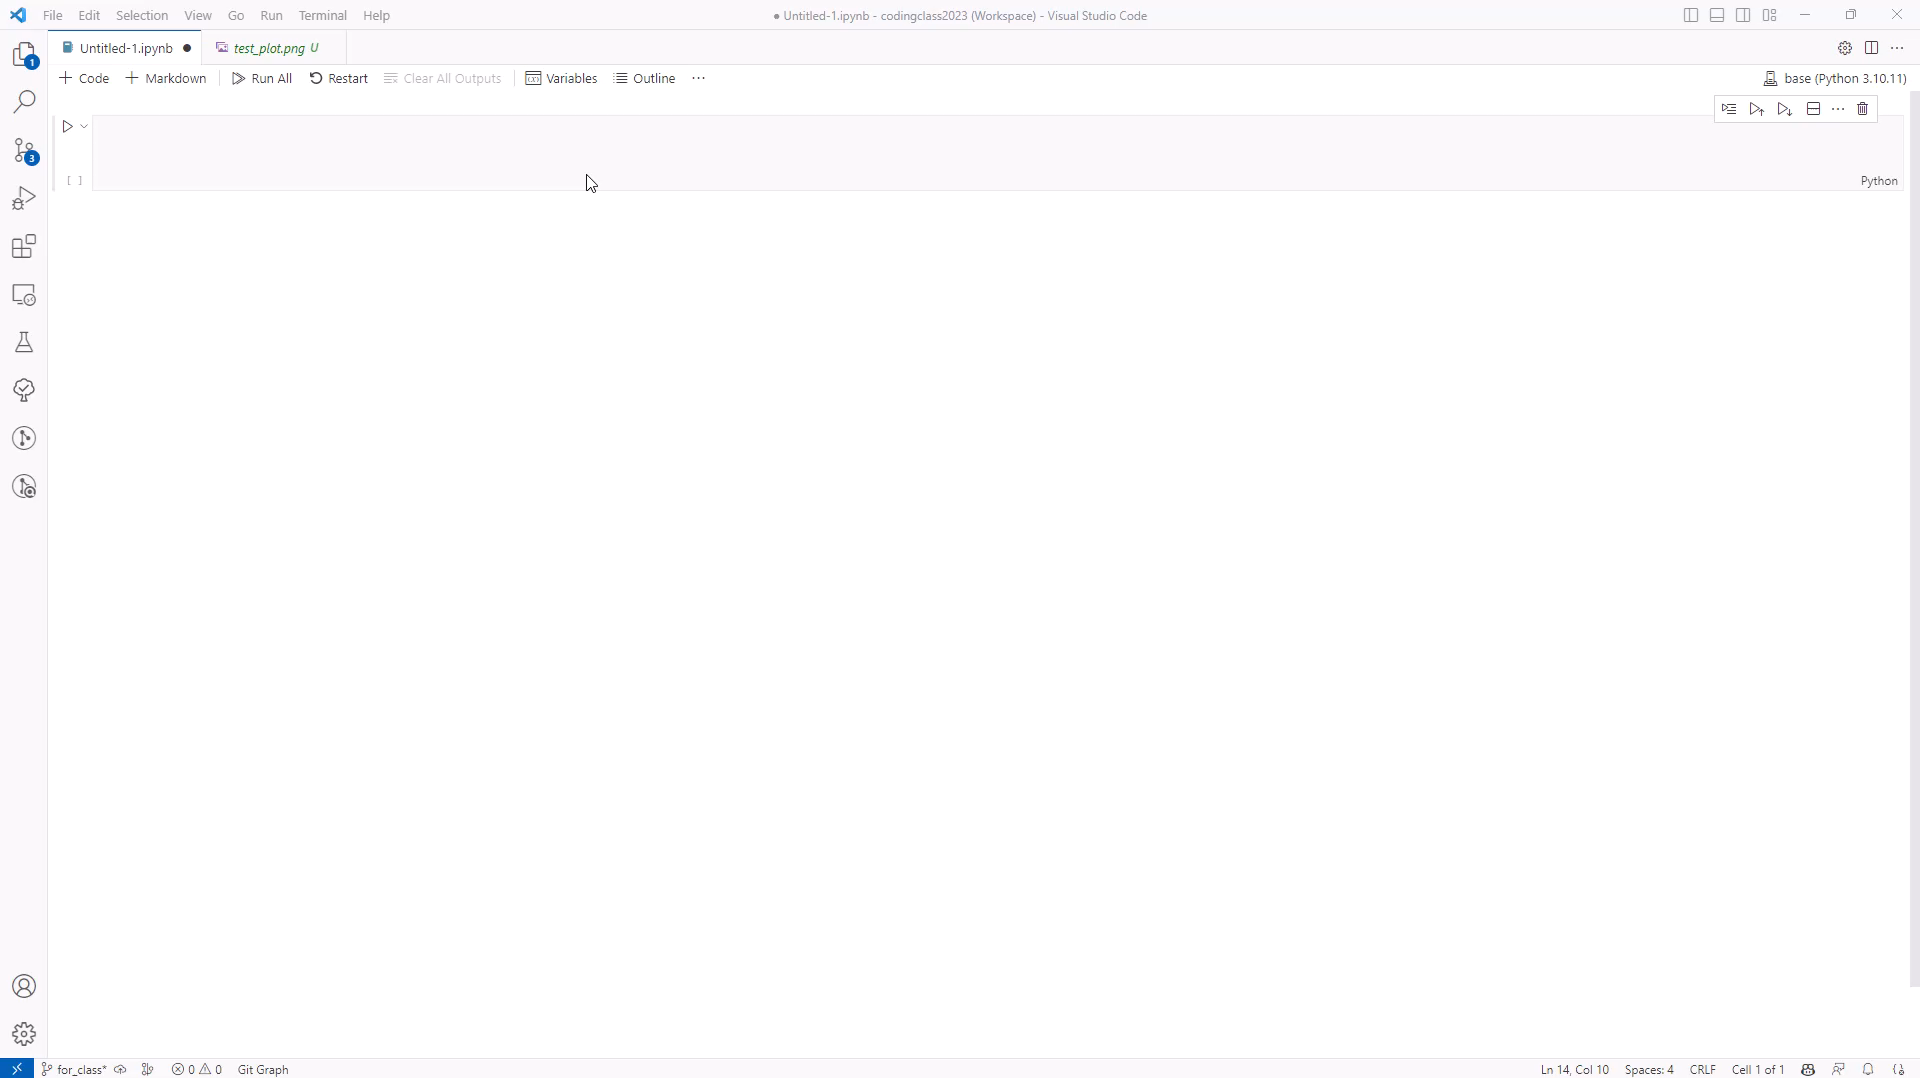 File Edit Selection View Go Run Terminal Help
● Untitled-1.ipynb - codingclass2023 (Workspace) - Visual Studio Code
Untitled-1.ipynb ●
test_plot.png U
1
+ Code + Markdown Run All Restart Clear All Outputs Variables Outline ...
base (Python 3.10.11)
[ ]
Python
3
for_class* 0 0 Git Graph
Ln 14, Col 10 Spaces: 4 CRLF Cell 1 of 1